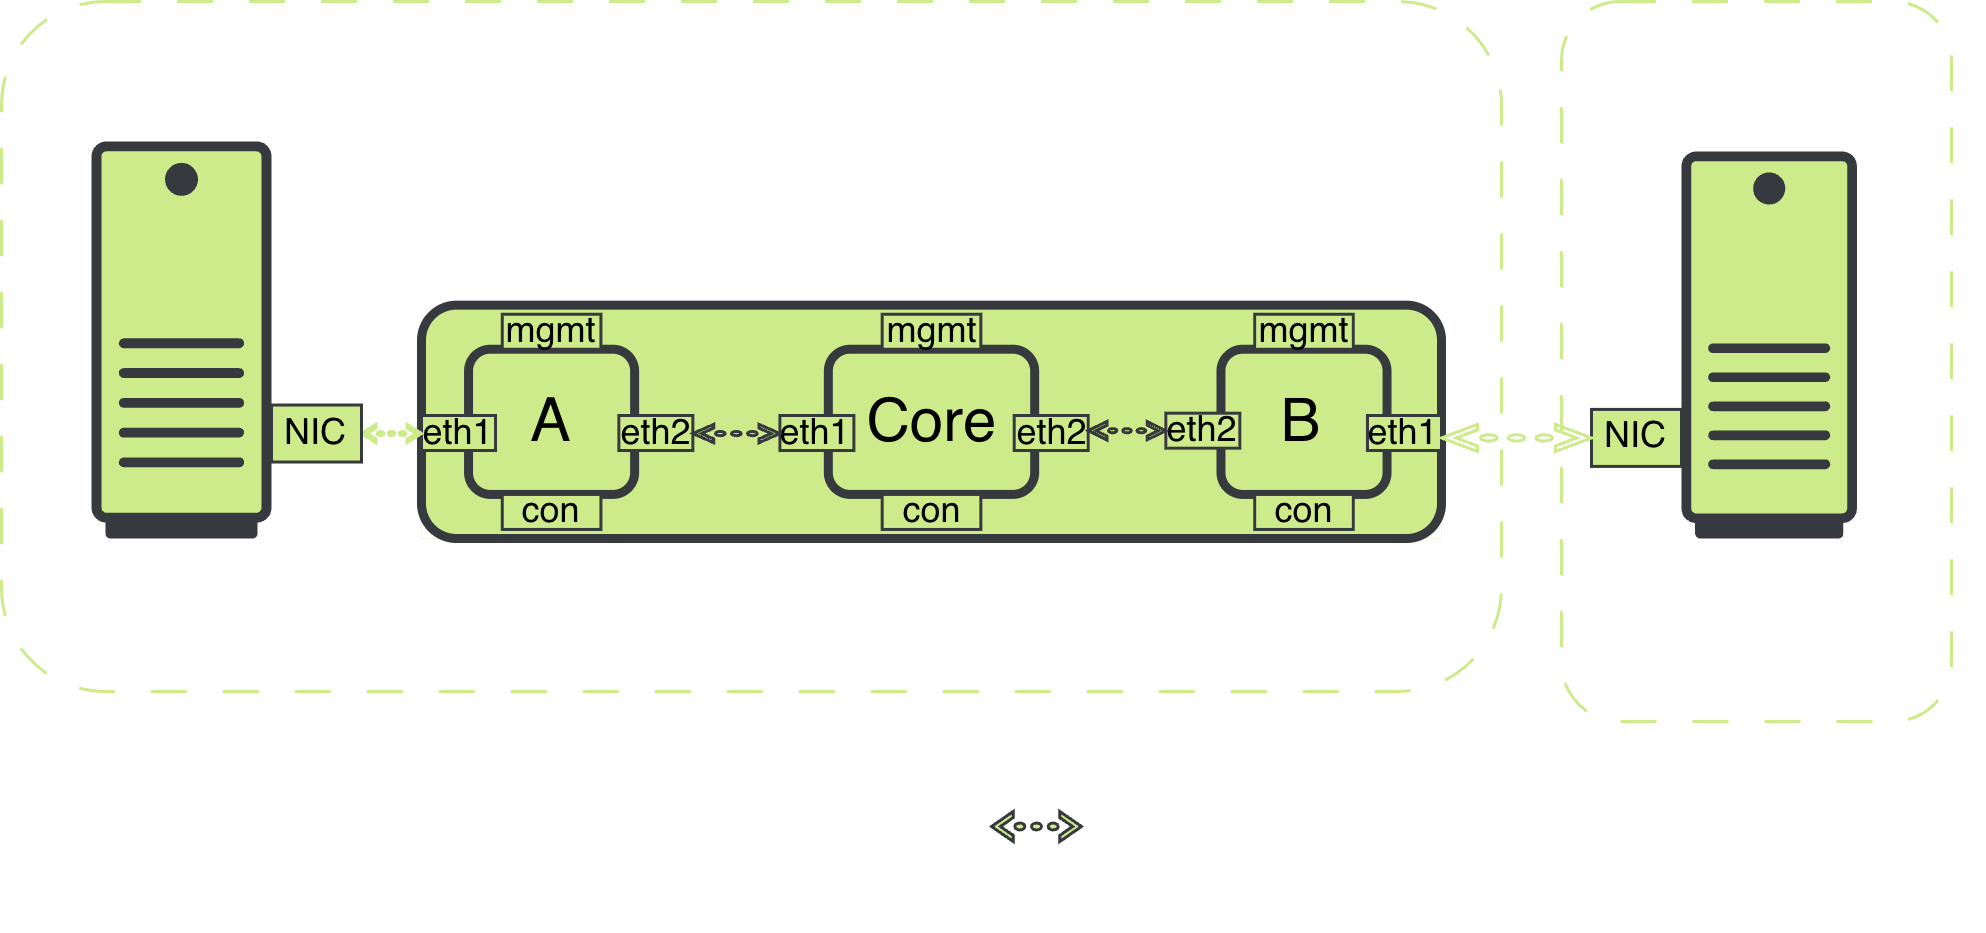 mgmt
mgmt
mgmt
A
Core
B
NIC
eth1
eth2
eth1
eth2
eth2
eth1
NIC
con
con
con